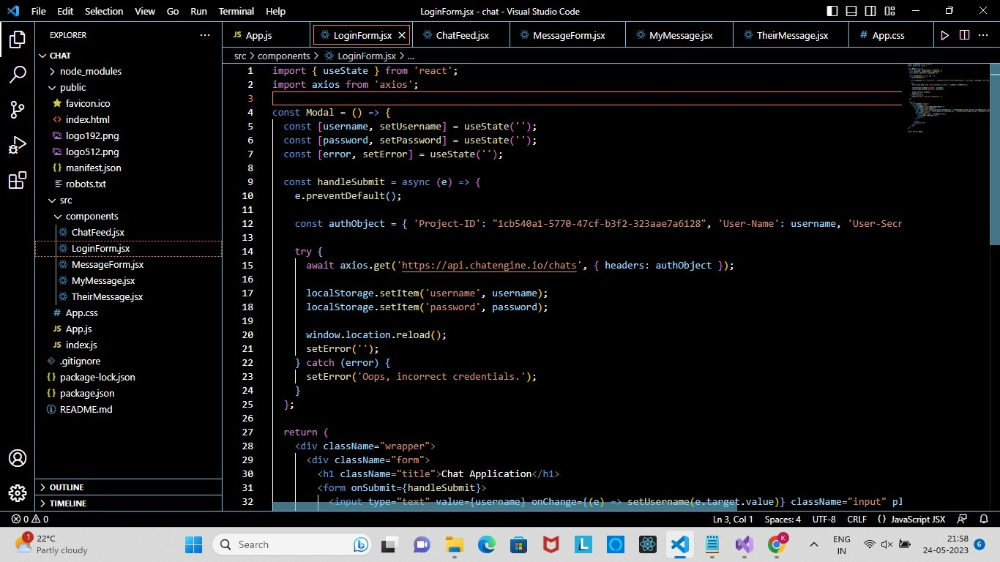 File Edit Selection View Go Run Terminal Help
LoginForm.jsx - chat - Visual Studio Code
EXPLORER
CHAT
node_modules
public
favicon.ico
index.html
logo192.png
logo512.png
manifest.json
robots.txt
src
components
ChatFeed.jsx
LoginForm.jsx
MessageForm.jsx
MyMessage.jsx
TheirMessage.jsx
App.css
App.js
index.js
.gitignore
package-lock.json
package.json
README.md
OUTLINE
TIMELINE
JS App.js LoginForm.jsx ChatFeed.jsx MessageForm.jsx MyMessage.jsx TheirMessage.jsx # App.css
src > components > LoginForm.jsx > ...
1 import { useState } from 'react';
2 import axios from 'axios';
3
4 const Modal = () => {
5 const [username, setUsername] = useState('');
6 const [password, setPassword] = useState('');
7 const [error, setError] = useState('');
8
9 const handleSubmit = async (e) => {
10 e.preventDefault();
11
12 const authObject = { 'Project-ID': "1cb540a1-5770-47cf-b3f2-323aae7a6128", 'User-Name': username, 'User-Secr
13
14 try {
15 await axios.get('https://api.chatengine.io/chats', { headers: authObject });
16
17 localStorage.setItem('username', username);
18 localStorage.setItem('password', password);
19
20 window.location.reload();
21 setError('');
22 } catch (error) {
23 setError('Oops, incorrect credentials.');
24 }
25 };
26
27 return (
28 <div className="wrapper">
29 <div className="form">
30 <h1 className="title">Chat Application</h1>
31 <form onSubmit={handleSubmit}>
32 <input type="text" value={username} onChange={(e) => setUsername(e.target.value)} className="input" pl
0 0
Ln 3, Col 1 Spaces: 4 UTF-8 CRLF {} JavaScript JSX
1
22°C
Partly cloudy
Search
L
K
ENG
IN
21:58
24-05-2023
6